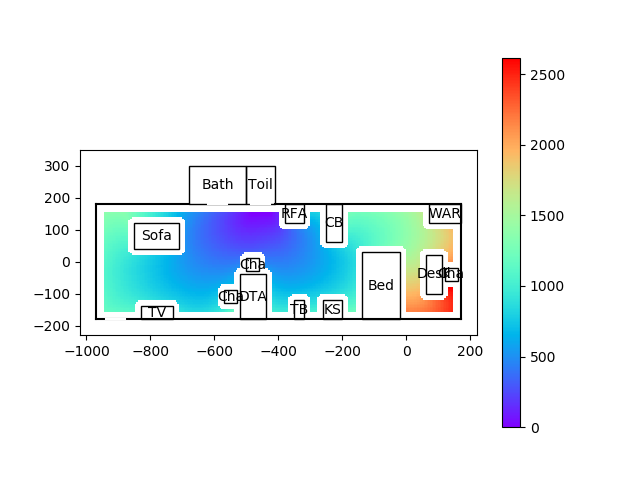 2500
300
Bath Toil
200
RFA WAR
2000
100
Sofa CB
1500
0
Cha Desk Cha
Bed
1000
−100
Cha DTA
TV TB KS
−200
500
−1000 −800 −600 −400 −200 0 200
0